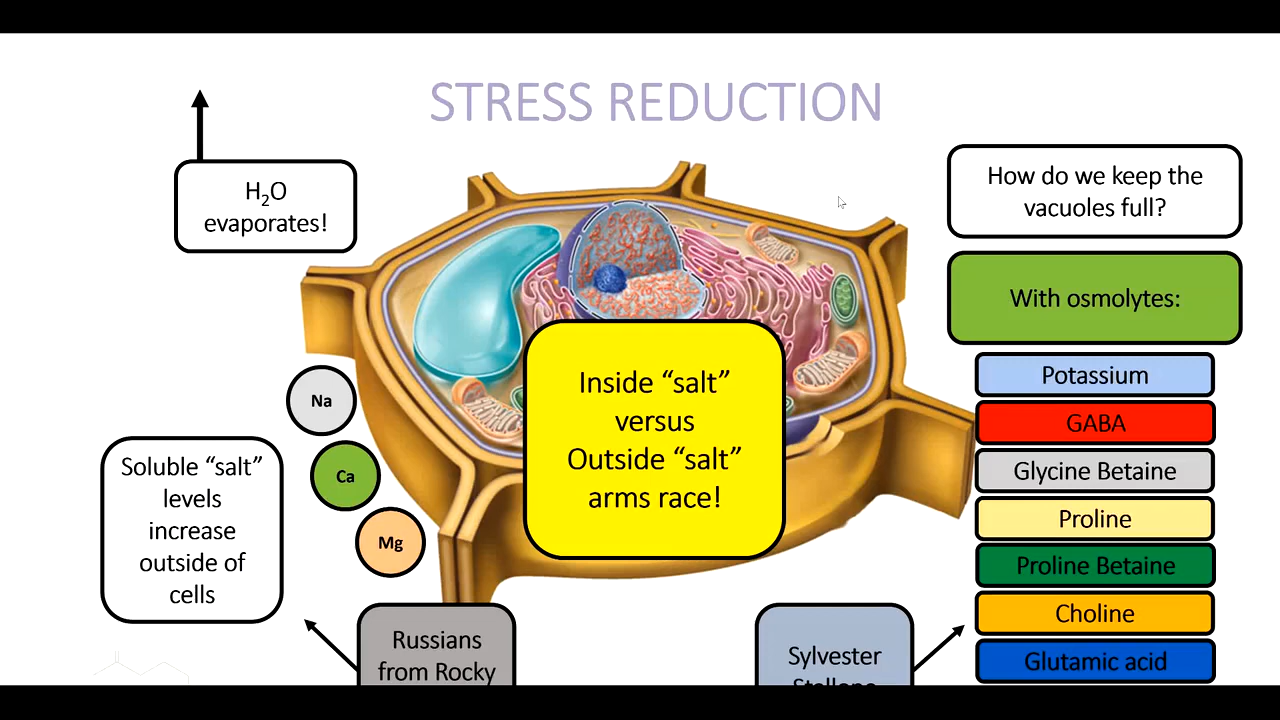 STRESS REDUCTION
H₂O
evaporates!
How do we keep the
vacuoles full?
With osmolytes:
Potassium
GABA
Glycine Betaine
Proline
Proline Betaine
Choline
Glutamic acid
Inside “salt”
versus
Outside “salt”
arms race!
Na
Ca
Mg
Soluble “salt”
levels
increase
outside of
cells
Russians
from Rocky
Sylvester
Stallone